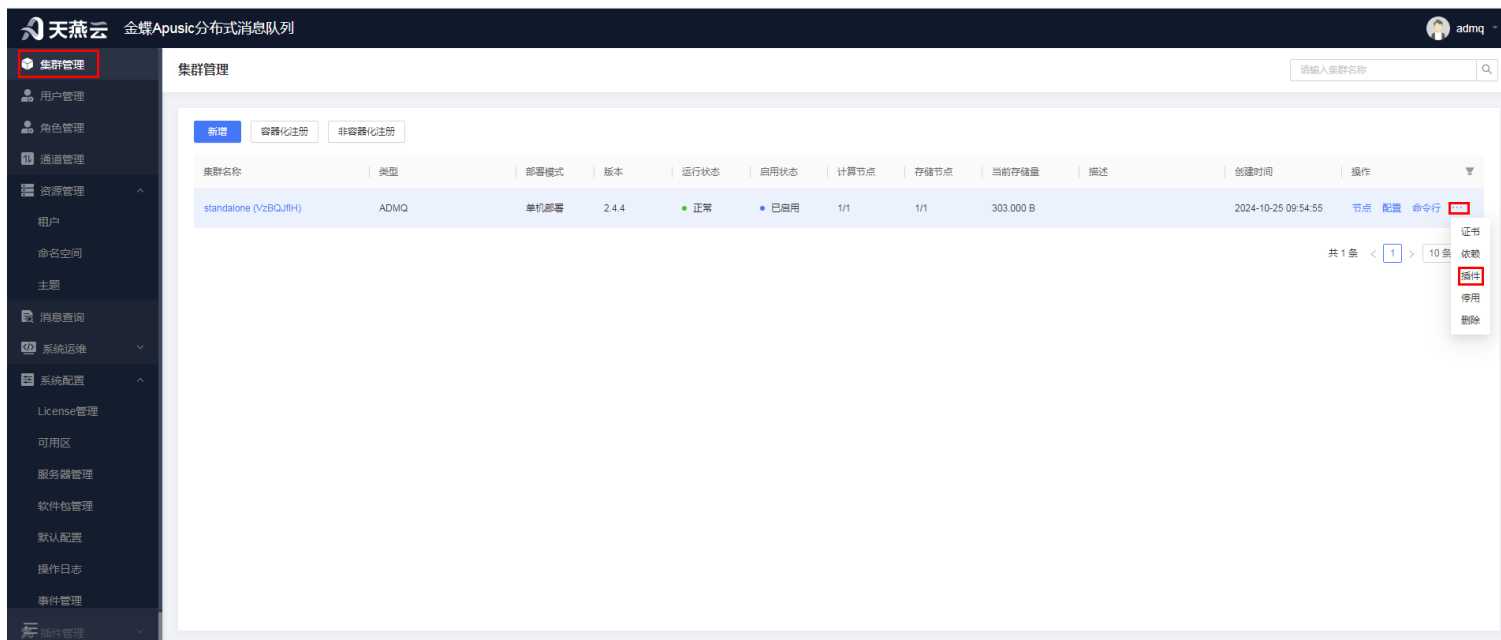 天燕云 金蝶Apusic分布式消息队列 admq
集群管理
用户管理
角色管理
通道管理
资源管理
租户
命名空间
主题
消息查询
系统运维
系统配置
License管理
可用区
服务器管理
软件包管理
默认配置
操作日志
事件管理
插件管理
集群管理 请输入集群名称
新增 容器化注册 非容器化注册
集群名称 类型 部署模式 版本 运行状态 启用状态 计算节点 存储节点 当前存储量 描述 创建时间 操作
standalone (VzBQJflH) ADMQ 单机部署 2.4.4 正常 已启用 1/1 1/1 303.000 B 2024-10-25 09:54:55 节点 配置 命令行 ...
共 1 条 < 1 > 10 条
证书
依赖
插件
停用
删除